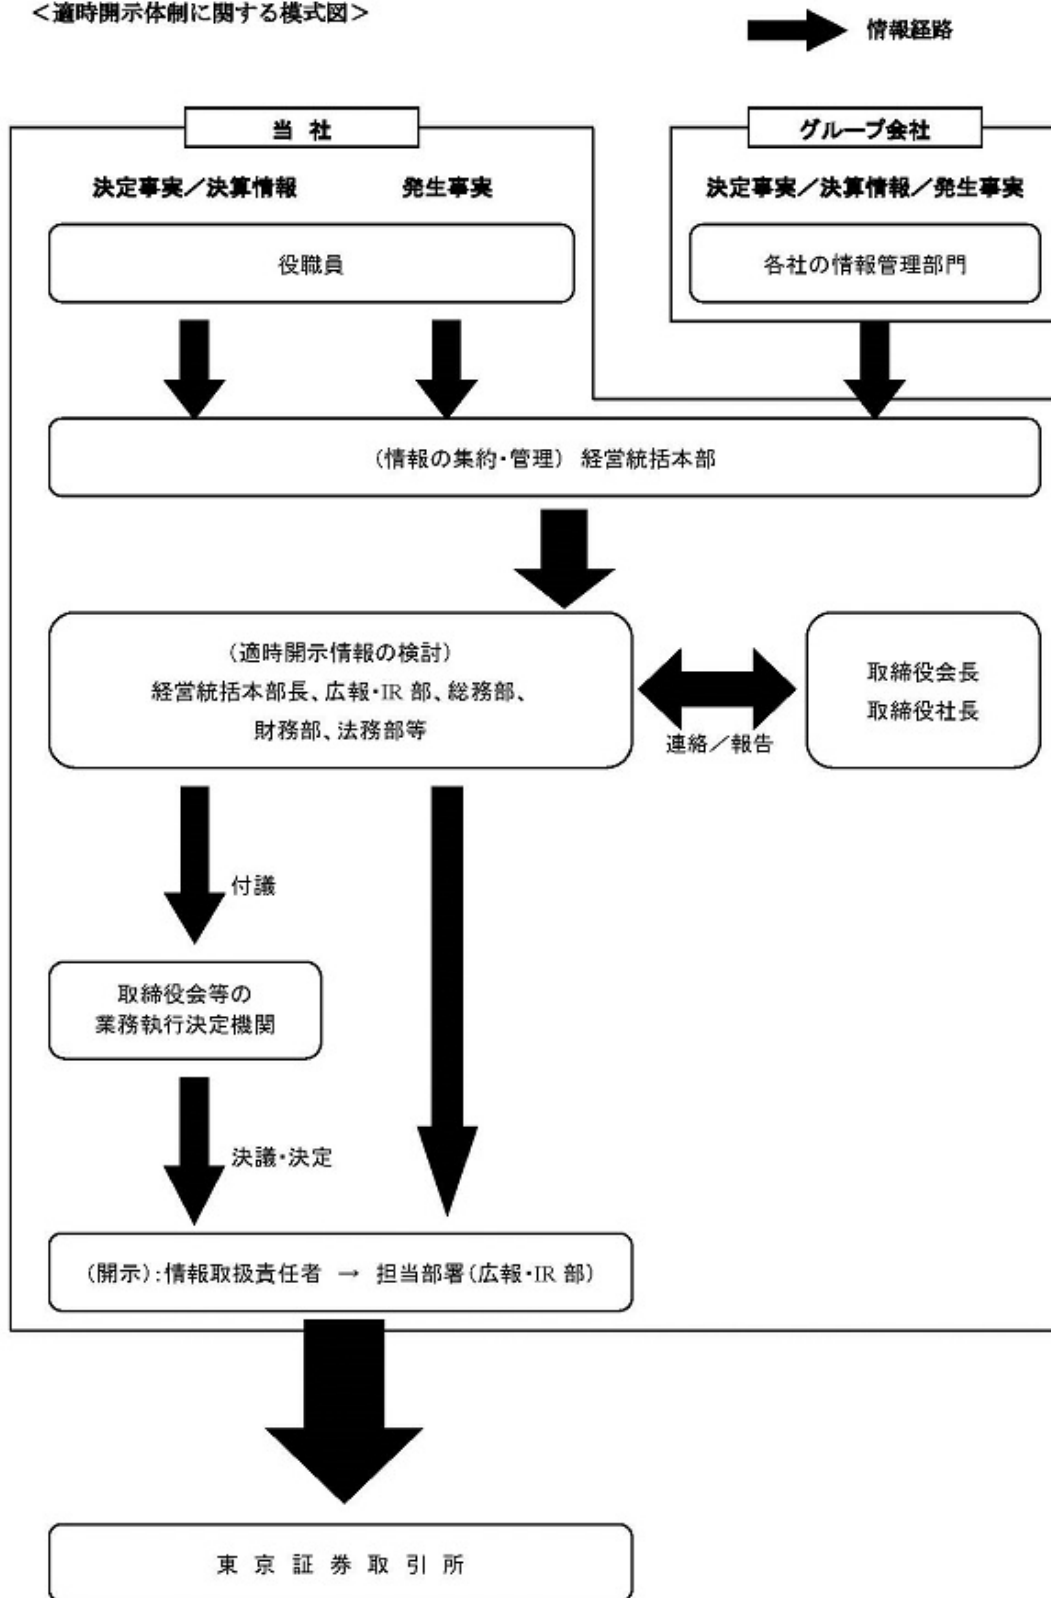 ＜適時開示体制に関する模式図＞
情報経路
当 社
グループ会社
決定事実／決算情報
発生事実
決定事実／決算情報／発生事実
役職員
各社の情報管理部門
（情報の集約・管理） 経営統括本部
（適時開示情報の検討）
経営統括本部長、広報・IR 部、総務部、
財務部、法務部等
取締役会長
取締役社長
連絡／報告
付議
取締役会等の
業務執行決定機関
決議・決定
（開示）：情報取扱責任者 → 担当部署（広報・IR 部）
東 京 証 券 取 引 所